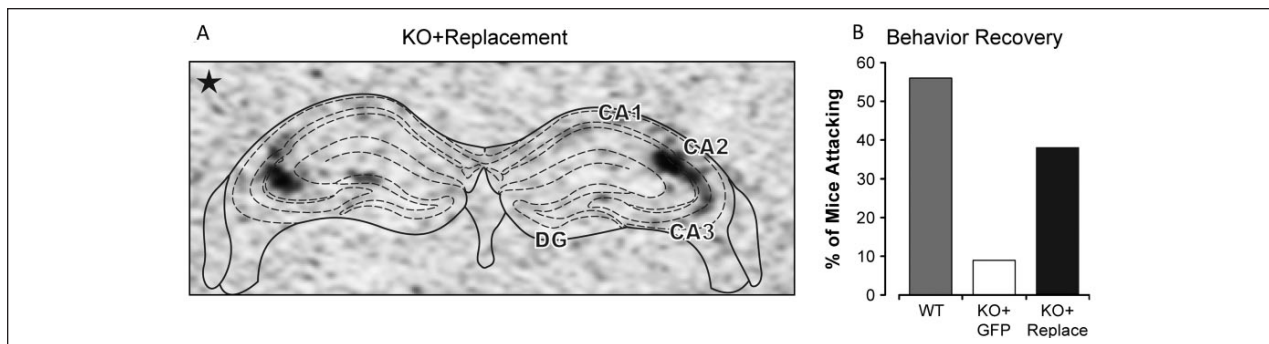 A
KO+Replacement
CA1
CA2
CA3
DG
B
Behavior Recovery
% of Mice Attacking
60
50
40
30
20
10
0
WT
KO+
GFP
KO+
Replace